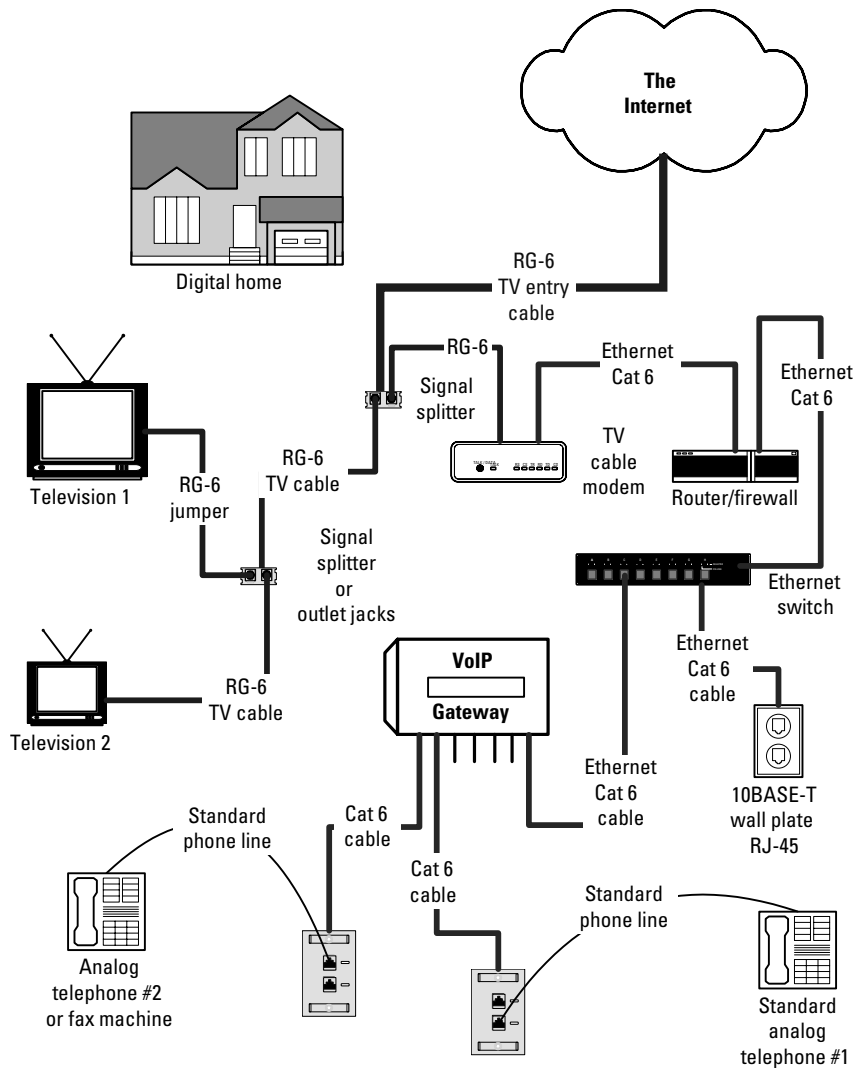 The
Internet
Digital home
RG-6
TV entry
cable
RG-6
Signal
splitter
Ethernet
Cat 6
Ethernet
Cat 6
TV
cable
modem
Router/firewall
Television 1
RG-6
jumper
RG-6
TV cable
Signal
splitter
or
outlet jacks
Ethernet
switch
Ethernet
Cat 6
cable
VoIP
Gateway
RG-6
TV cable
Television 2
Ethernet
Cat 6
cable
10BASE-T
wall plate
RJ-45
Standard
phone line
Cat 6
cable
Cat 6
cable
Standard
phone line
Analog
telephone #2
or fax machine
Standard
analog
telephone #1